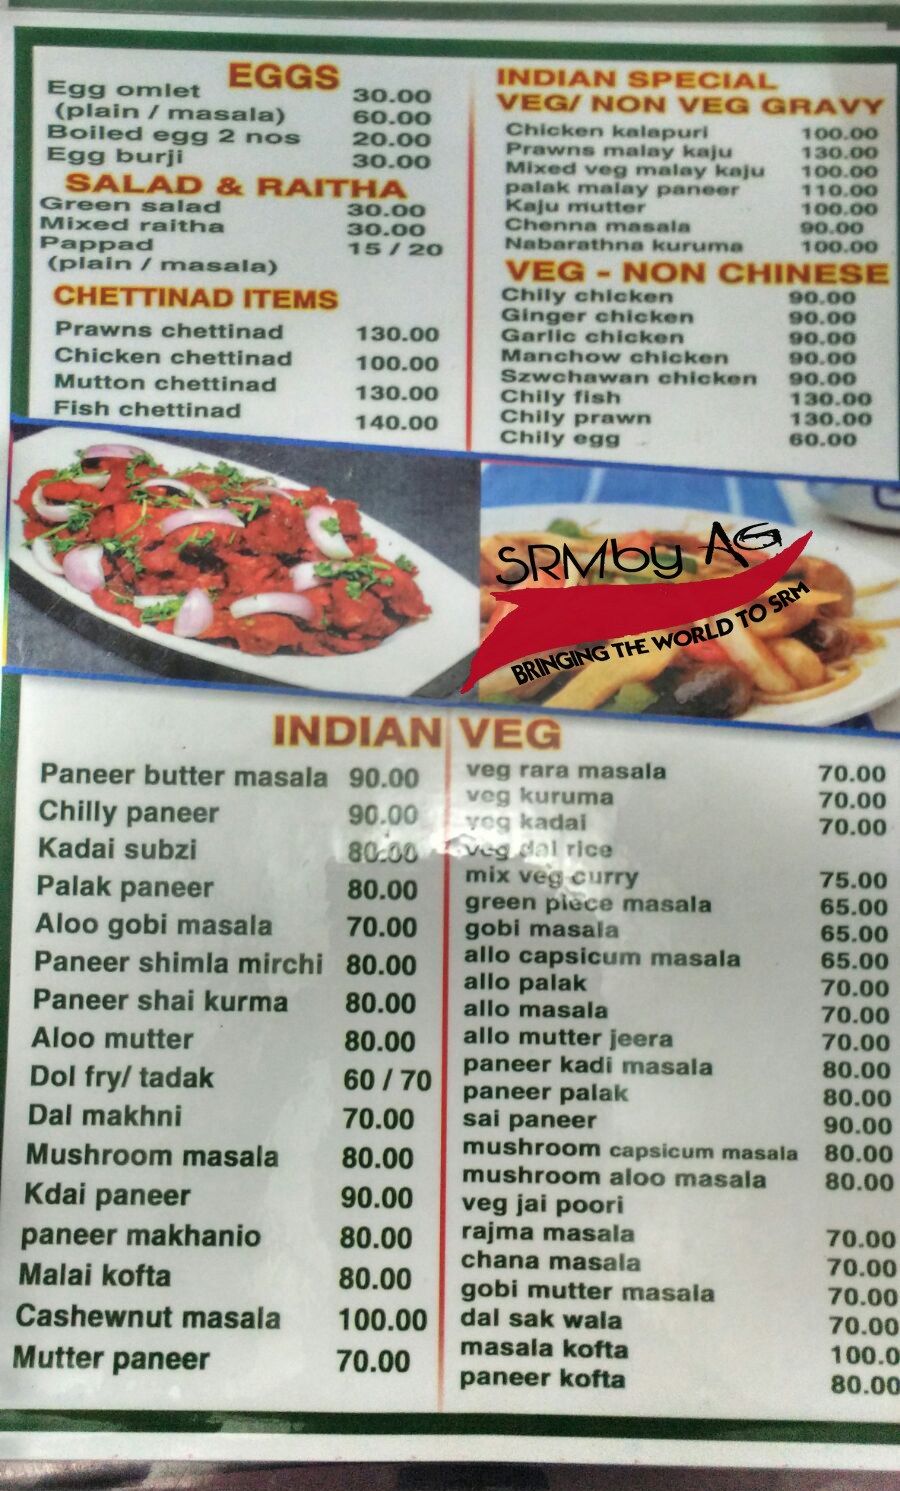 EGGS
Egg omlet 30.00
(plain / masala) 60.00
Boiled egg 2 nos 20.00
Egg burji 30.00
SALAD & RAITHA
Green salad 30.00
Mixed raitha 30.00
Pappad 15 / 20
(plain / masala)
CHETTINAD ITEMS
Prawns chettinad 130.00
Chicken chettinad 100.00
Mutton chettinad 130.00
Fish chettinad 140.00
INDIAN SPECIAL
VEG/ NON VEG GRAVY
Chicken kalapuri 100.00
Prawns malay kaju 130.00
Mixed veg malay kaju 100.00
palak malay paneer 110.00
Kaju mutter 100.00
Chenna masala 90.00
Nabarathna kuruma 100.00
VEG - NON CHINESE
Chily chicken 90.00
Ginger chicken 90.00
Garlic chicken 90.00
Manchow chicken 90.00
Szwchawan chicken 90.00
Chily fish 130.00
Chily prawn 130.00
Chily egg 60.00
SRMby AG
BRINGING THE WORLD TO SRM
INDIAN VEG
Paneer butter masala 90.00
Chilly paneer 90.00
Kadai subzi 80.00
Palak paneer 80.00
Aloo gobi masala 70.00
Paneer shimla mirchi 80.00
Paneer shai kurma 80.00
Aloo mutter 80.00
Dol fry/ tadak 60 / 70
Dal makhni 70.00
Mushroom masala 80.00
Kdai paneer 90.00
paneer makhanio 80.00
Malai kofta 80.00
Cashewnut masala 100.00
Mutter paneer 70.00
veg rara masala 70.00
veg kuruma 70.00
veg kadai 70.00
veg dal rice
mix veg curry 75.00
green piece masala 65.00
gobi masala 65.00
allo capsicum masala 65.00
allo palak 70.00
allo masala 70.00
allo mutter jeera 70.00
paneer kadi masala 80.00
paneer palak 80.00
sai paneer 90.00
mushroom capsicum masala 80.00
mushroom aloo masala 80.00
veg jai poori
rajma masala 70.00
chana masala 70.00
gobi mutter masala 70.00
dal sak wala 70.00
masala kofta 100.0
paneer kofta 80.00